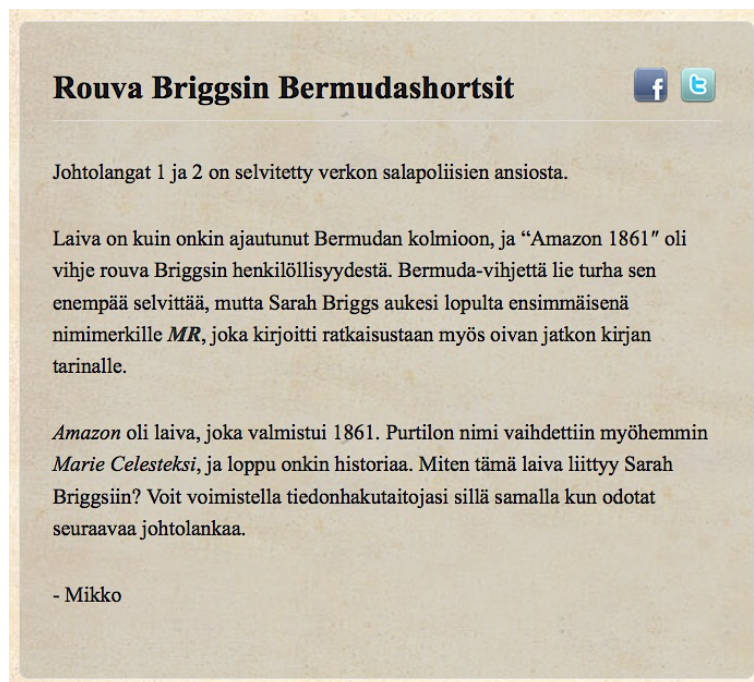 Rouva Briggsin Bermudashortsit
Johtolangat 1 ja 2 on selvitetty verkon salapoliisien ansiosta.
Laiva on kuin onkin ajautunut Bermudan kolmioon, ja “Amazon 1861″ oli
vihje rouva Briggsin henkilöllisyydestä. Bermuda-vihjettä lie turha sen
enempää selvittää, mutta Sarah Briggs aukesi lopulta ensimmäisenä
nimimerkille MR, joka kirjoitti ratkaisustaan myös oivan jatkon kirjan
tarinalle.
Amazon oli laiva, joka valmistui 1861. Purtilon nimi vaihdettiin myöhemmin
Marie Celesteksi, ja loppu onkin historiaa. Miten tämä laiva liittyy Sarah
Briggsiin? Voit voimistella tiedonhakutaitojasi sillä samalla kun odotat
seuraavaa johtolankaa.
- Mikko